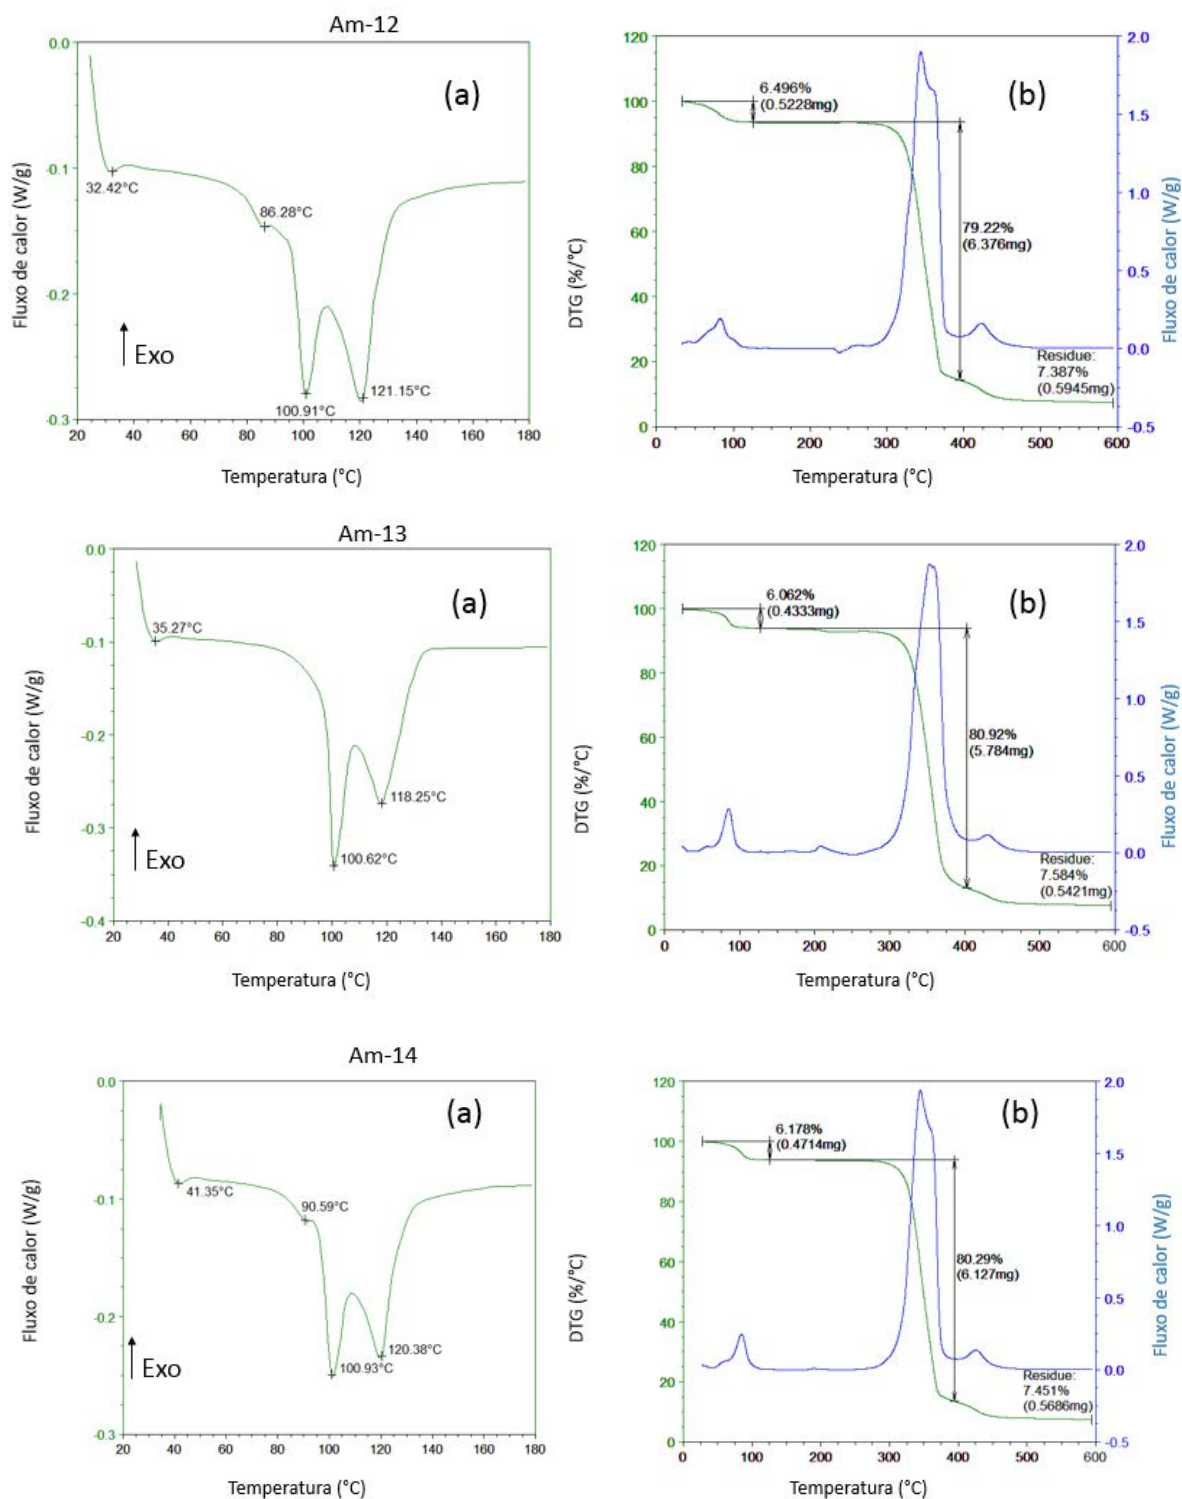 Am-12
(a)
Fluxo de calor (W/g)
0.0
-0.1
-0.2
-0.3
32.42°C
86.28°C
100.91°C
121.15°C
Exo
20 40 60 80 100 120 140 160 180
Temperatura (°C)
(b)
DTG (%/°C)
120
100
80
60
40
20
0
6.496%
(0.5228mg)
79.22%
(6.376mg)
Residue:
7.387%
(0.5945mg)
2.0
1.5
1.0
0.5
0.0
-0.5
Fluxo de calor (W/g)
0 100 200 300 400 500 600
Temperatura (°C)
Am-13
(a)
Fluxo de calor (W/g)
0.0
-0.1
-0.2
-0.3
-0.4
35.27°C
100.62°C
118.25°C
Exo
20 40 60 80 100 120 140 160 180
Temperatura (°C)
(b)
DTG (%/°C)
120
100
80
60
40
20
0
6.062%
(0.4333mg)
80.92%
(5.784mg)
Residue:
7.584%
(0.5421mg)
2.0
1.5
1.0
0.5
0.0
-0.5
Fluxo de calor (W/g)
0 100 200 300 400 500 600
Temperatura (°C)
Am-14
(a)
Fluxo de calor (W/g)
0.0
-0.1
-0.2
-0.3
41.35°C
90.59°C
100.93°C
120.38°C
Exo
20 40 60 80 100 120 140 160 180
Temperatura (°C)
(b)
DTG (%/°C)
120
100
80
60
40
20
0
6.178%
(0.4714mg)
80.29%
(6.127mg)
Residue:
7.451%
(0.5686mg)
2.0
1.5
1.0
0.5
0.0
-0.5
Fluxo de calor (W/g)
0 100 200 300 400 500 600
Temperatura (°C)